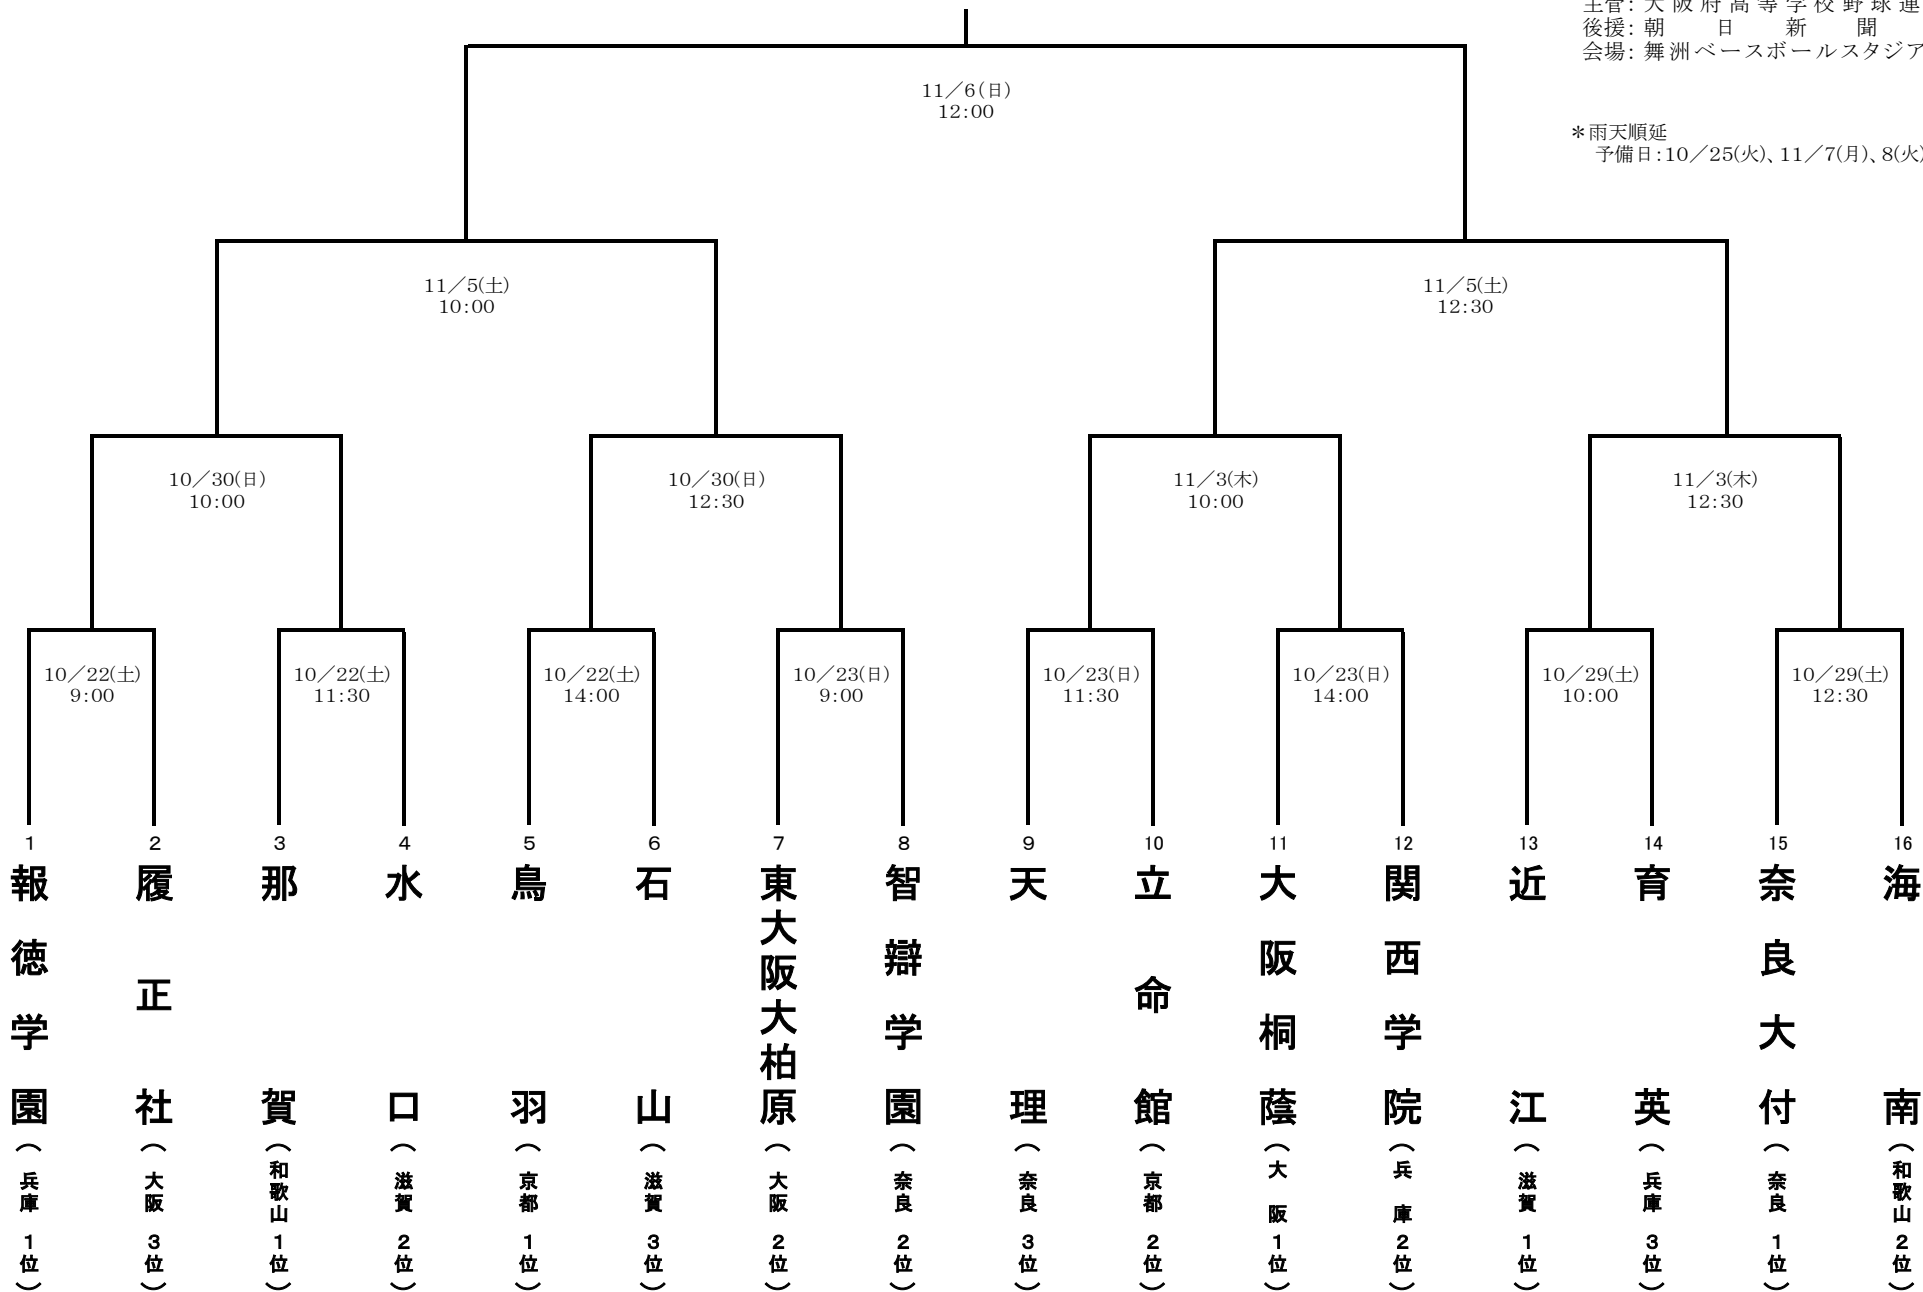 主管: 大阪府高等学校野球連
後援: 朝日新聞
会場: 舞洲ベースボールスタジア
11／6(日)
12:00
＊雨天順延
予備日:10／25(火)、11／7(月)、8(火)
11／5(土)
10:00
11／5(土)
12:30
10／30(日)
10:00
10／30(日)
12:30
11／3(木)
10:00
11／3(木)
12:30
10／22(土)
9:00
10／22(土)
11:30
10／22(土)
14:00
10／23(日)
9:00
10／23(日)
11:30
10／23(日)
14:00
10／29(土)
10:00
10／29(土)
12:30
1
報徳学園(兵庫1位)
2
履正社(大阪3位)
3
那賀(和歌山1位)
4
水口(滋賀2位)
5
鳥羽(京都1位)
6
石山(滋賀3位)
7
東大阪大柏原(大阪2位)
8
智辯学園(奈良2位)
9
天理(奈良3位)
10
立命館(京都2位)
11
大阪桐蔭(大阪1位)
12
関西学院(兵庫2位)
13
近江(滋賀1位)
14
育英(兵庫3位)
15
奈良大付(奈良1位)
16
海南(和歌山2位)